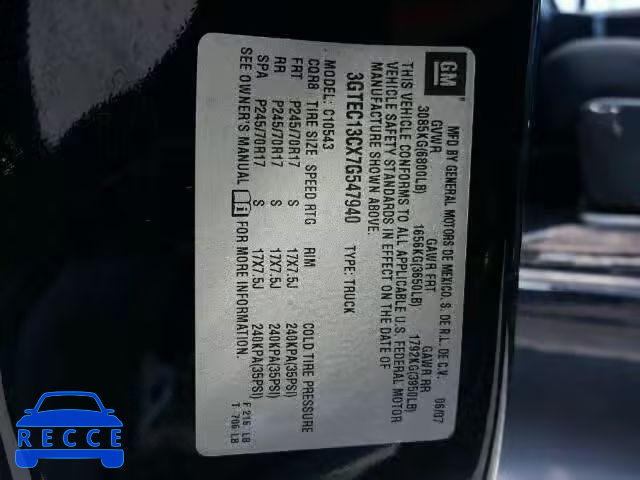 GM
MFD BY GENERAL MOTORS DE MEXICO, S. DE R.L. DE C.V. 06/07
GVWR GAWR FRT GAWR RR
3085KG(6800LB) 1656KG(3650LB) 1792KG(3950LB)
THIS VEHICLE CONFORMS TO ALL APPLICABLE U.S. FEDERAL MOTOR
VEHICLE SAFETY STANDARDS IN EFFECT ON THE DATE OF
MANUFACTURE SHOWN ABOVE.
3GTEC13CX7G547940 TYPE: TRUCK
MODEL: C10543
CQR8 TIRE SIZE SPEED RTG RIM COLD TIRE PRESSURE
FRT P245/70R17 S 17X7.5J 240KPA(35PSI)
RR P245/70R17 S 17X7.5J 240KPA(35PSI)
SPA P245/70R17 S 17X7.5J 240KPA(35PSI)
SEE OWNER'S MANUAL i FOR MORE INFORMATION.
F 216 LB
T 706 LB
RECCE